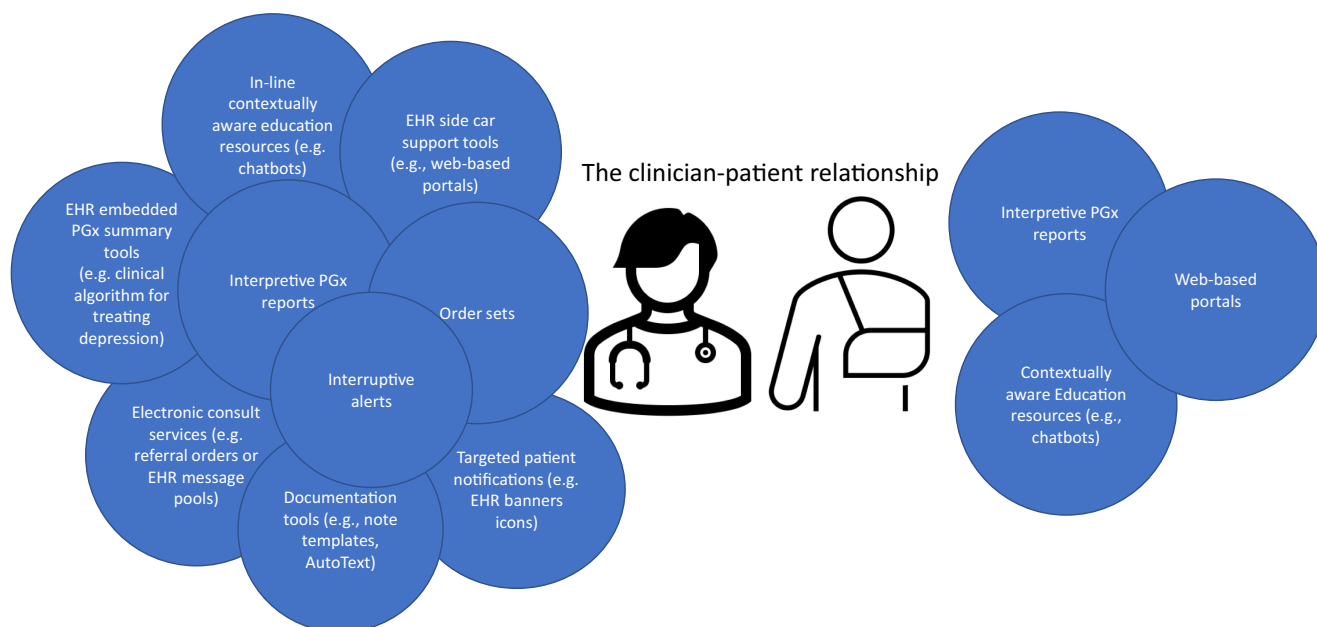 In-line
contextually
aware education
resources (e.g.
chatbots)
EHR side car
support tools
(e.g., web-based
portals)
EHR embedded
PGx summary
tools
(e.g. clinical
algorithm for
treating
depression)
Interpretive PGx
reports
Order sets
Interruptive
alerts
Electronic consult
services (e.g.
referral orders or
EHR message
pools)
Documentation
tools (e.g., note
templates,
AutoText)
Targeted patient
notifications (e.g.
EHR banners
icons)
The clinician-patient relationship
Interpretive PGx
reports
Web-based
portals
Contextually
aware Education
resources (e.g.,
chatbots)